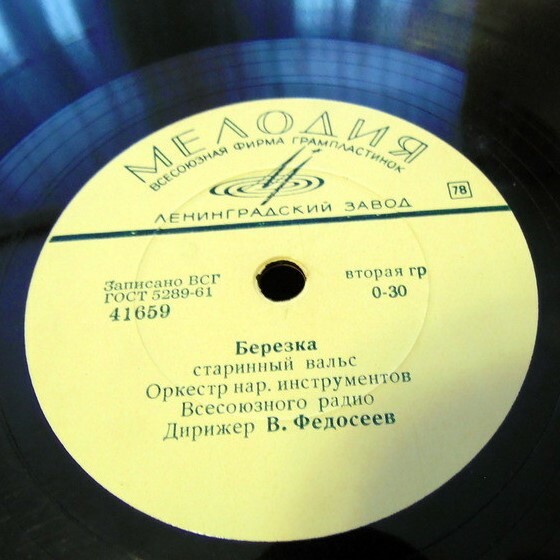 МЕЛОДИЯ
ВСЕСОЮЗНАЯ ФИРМА ГРАМПЛАСТИНОК
78
ЛЕНИНГРАДСКИЙ ЗАВОД
Записано ВСГ
ГОСТ 5289-61
41659
вторая гр
0-30
Березка
старинный вальс
Оркестр нар. инструментов
Всесоюзного радио
Дирижер В. Федосеев